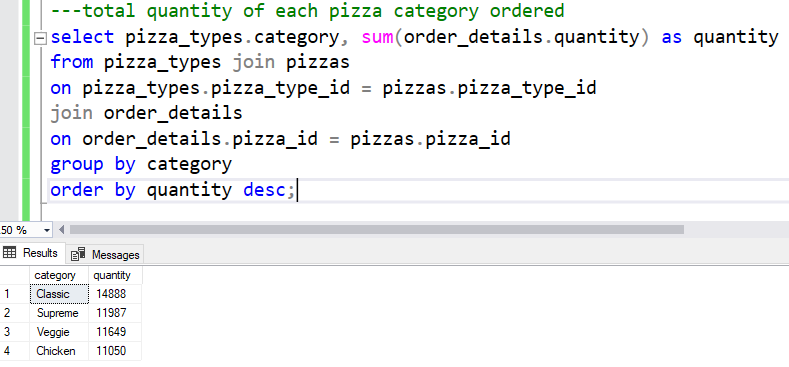 ---total quantity of each pizza category ordered
select pizza_types.category, sum(order_details.quantity) as quantity
from pizza_types join pizzas
on pizza_types.pizza_type_id = pizzas.pizza_type_id
join order_details
on order_details.pizza_id = pizzas.pizza_id
group by category
order by quantity desc;
50 %
Results Messages
category quantity
1 Classic 14888
2 Supreme 11987
3 Veggie 11649
4 Chicken 11050